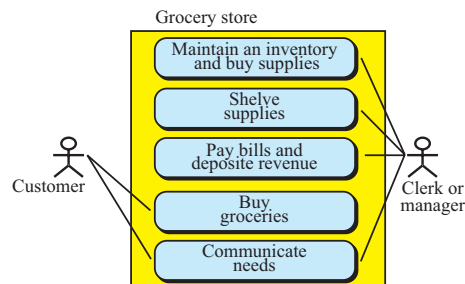 Grocery store
Maintain an inventory
and buy supplies
Shelve
supplies
Pay bills and
deposite revenue
Customer
Clerk or
manager
Buy
groceries
Communicate
needs